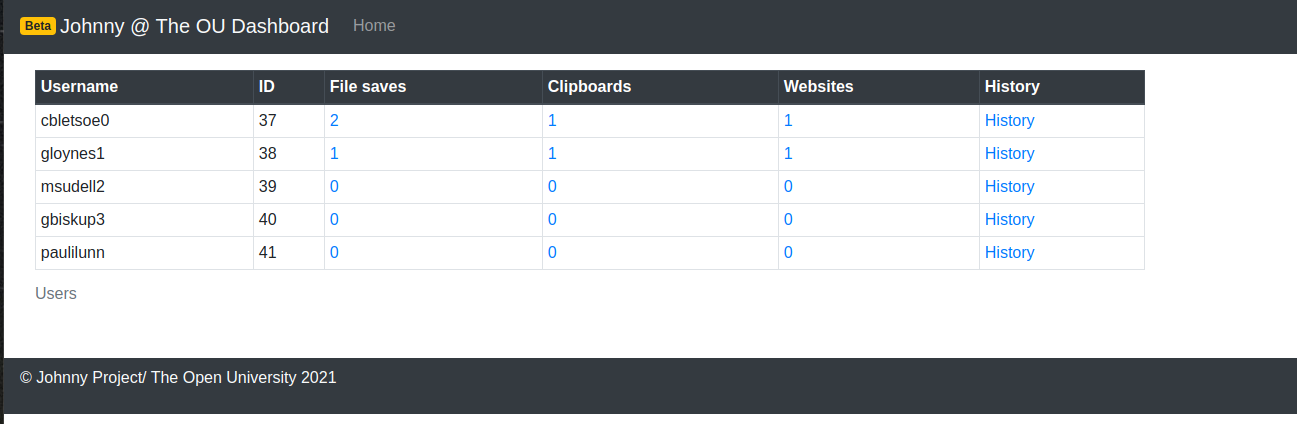 Beta Johnny @ The OU Dashboard Home
Username ID File saves Clipboards Websites History
cbletsoe0 37 2 1 1 History
gloynes1 38 1 1 1 History
msudell2 39 0 0 0 History
gbiskup3 40 0 0 0 History
paulilunn 41 0 0 0 History
Users
© Johnny Project/ The Open University 2021